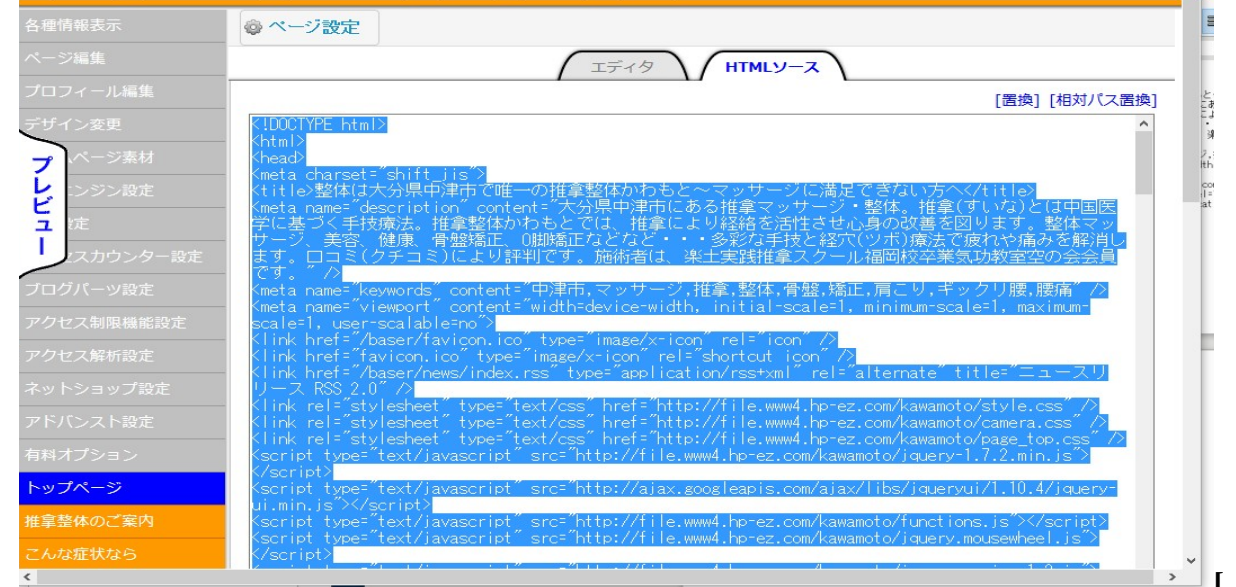 各種情報表示
ページ編集
プロフィール編集
デザイン変更
ページ素材
エンジン設定
設定
セスカウンター設定
ブログパーツ設定
アクセス制限機能設定
アクセス解析設定
ネットショップ設定
アドバンスト設定
有料オプション
トップページ
推拿整体のご案内
こんな症状なら
プレビュー
ページ設定
エディタ
HTMLソース
[置換] [相対パス置換]
<!DOCTYPE html>
<html>
<head>
<meta charset="shift_jis">
<title>整体は大分県中津市で唯一の推拿整体かわもと～マッサージに満足できない方へ</title>
<meta name="description" content="大分県中津市にある推拿マッサージ・整体。推拿(すいな)とは中国医
学に基づく手技療法。推拿整体かわもとでは、推拿により経絡を活性させ心身の改善を図ります。整体マッ
サージ、美容、健康、骨盤矯正、O脚矯正などなど・・・多彩な手技と経穴(ツボ)療法で疲れや痛みを解消し
ます。口コミ(クチコミ)により評判です。施術者は、楽土実践推拿スクール福岡校卒業気功教室空の会会員
です。" />
<meta name="keywords" content="中津市,マッサージ,推拿,整体,骨盤,矯正,肩こり,ギックリ腰,腰痛" />
<meta name="viewport" content="width=device-width, initial-scale=1, minimum-scale=1, maximum-
scale=1, user-scalable=no">
<link href="/baser/favicon.ico" type="image/x-icon" rel="icon" />
<link href="favicon.ico" type="image/x-icon" rel="shortcut icon" />
<link href="/baser/news/index.rss" type="application/rss+xml" rel="alternate" title="ニュースリ
リース RSS 2.0" />
<link rel="stylesheet" type="text/css" href="http://file.www4.hp-ez.com/kawamoto/style.css" />
<link rel="stylesheet" type="text/css" href="http://file.www4.hp-ez.com/kawamoto/camera.css" />
<link rel="stylesheet" type="text/css" href="http://file.www4.hp-ez.com/kawamoto/page_top.css" />
<script type="text/javascript" src="http://file.www4.hp-ez.com/kawamoto/jquery-1.7.2.min.js">
</script>
<script type="text/javascript" src="http://ajax.googleapis.com/ajax/libs/jqueryui/1.10.4/jquery-
ui.min.js"></script>
<script type="text/javascript" src="http://file.www4.hp-ez.com/kawamoto/functions.js"></script>
<script type="text/javascript" src="http://file.www4.hp-ez.com/kawamoto/jquery.mousewheel.js">
</script>